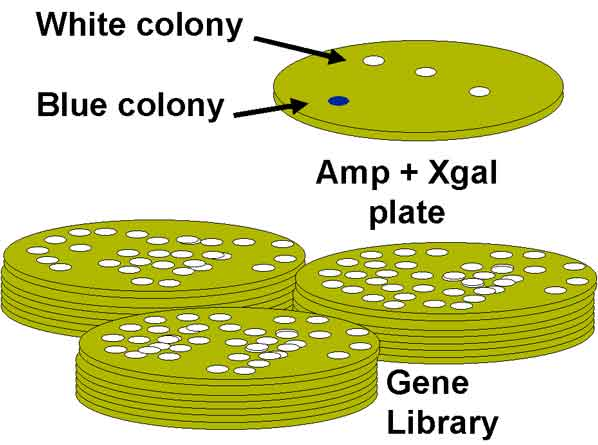 White colony
Blue colony
Amp + Xgal
plate
Gene
Library